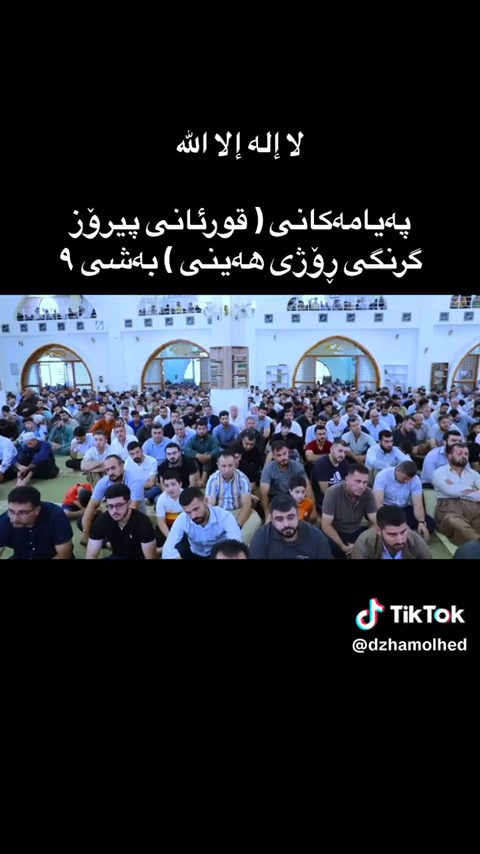 لا إله إلا الله
پەیامەکانی ( قورئانی پیرۆز
گرنگی ڕۆژی هەینی ) بەشی ٩
TikTok
@dzhamolhed